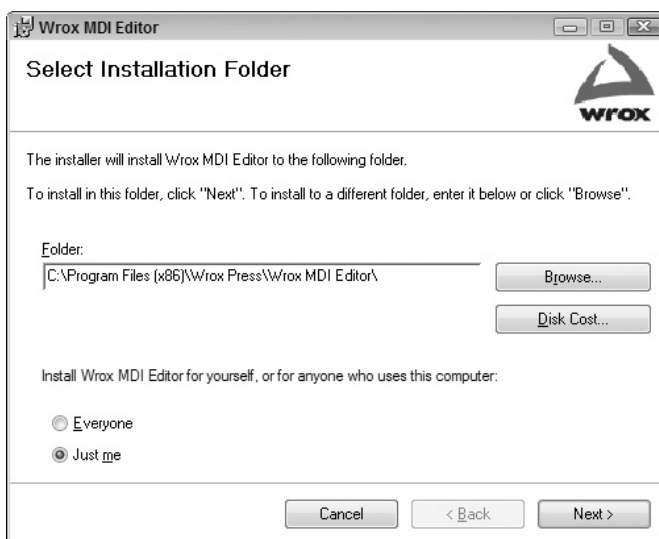 Wrox MDI Editor
Select Installation Folder
wrox
The installer will install Wrox MDI Editor to the following folder.
To install in this folder, click "Next". To install to a different folder, enter it below or click "Browse".
Folder:
C:\Program Files (x86)\Wrox Press\Wrox MDI Editor\
Browse...
Disk Cost...
Install Wrox MDI Editor for yourself, or for anyone who uses this computer:
Everyone
Just me
Cancel
< Back
Next >